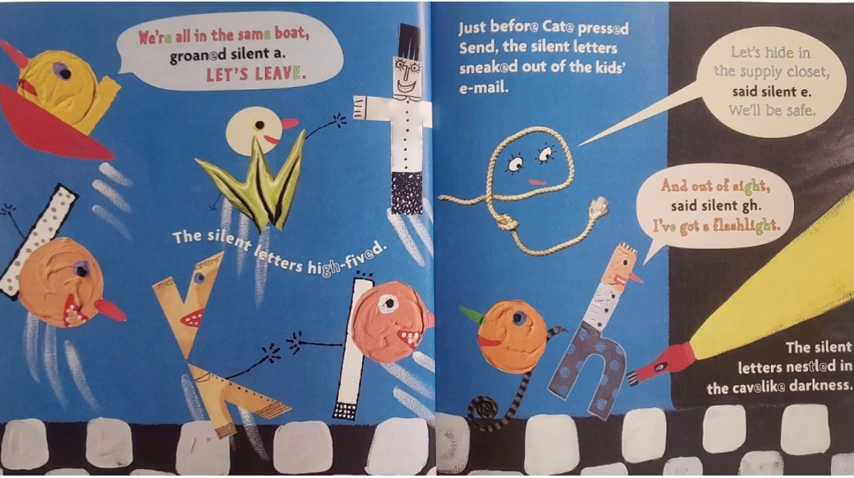 We're all in the same boat,
groaned silent a.
LET'S LEAVE.
The silent letters high-fived.
Just before Cate pressed
Send, the silent letters
sneaked out of the kids'
e-mail.
Let's hide in
the supply closet,
said silent e.
We'll be safe.
And out of sight,
said silent gh.
I've got a flashlight.
The silent
letters nestled in
the cavelike darkness.